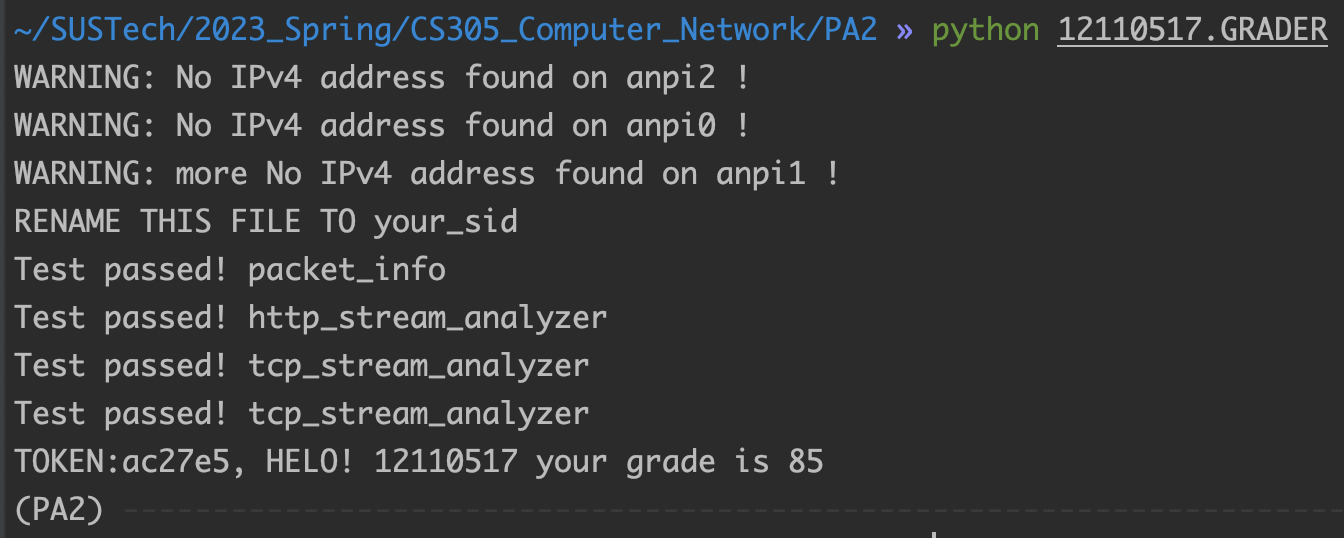 ~/SUSTech/2023_Spring/CS305_Computer_Network/PA2 » python 12110517.GRADER
WARNING: No IPv4 address found on anpi2 !
WARNING: No IPv4 address found on anpi0 !
WARNING: more No IPv4 address found on anpi1 !
RENAME THIS FILE TO your_sid
Test passed! packet_info
Test passed! http_stream_analyzer
Test passed! tcp_stream_analyzer
Test passed! tcp_stream_analyzer
TOKEN:ac27e5, HELO! 12110517 your grade is 85
(PA2) --------------------------------------------------------------------